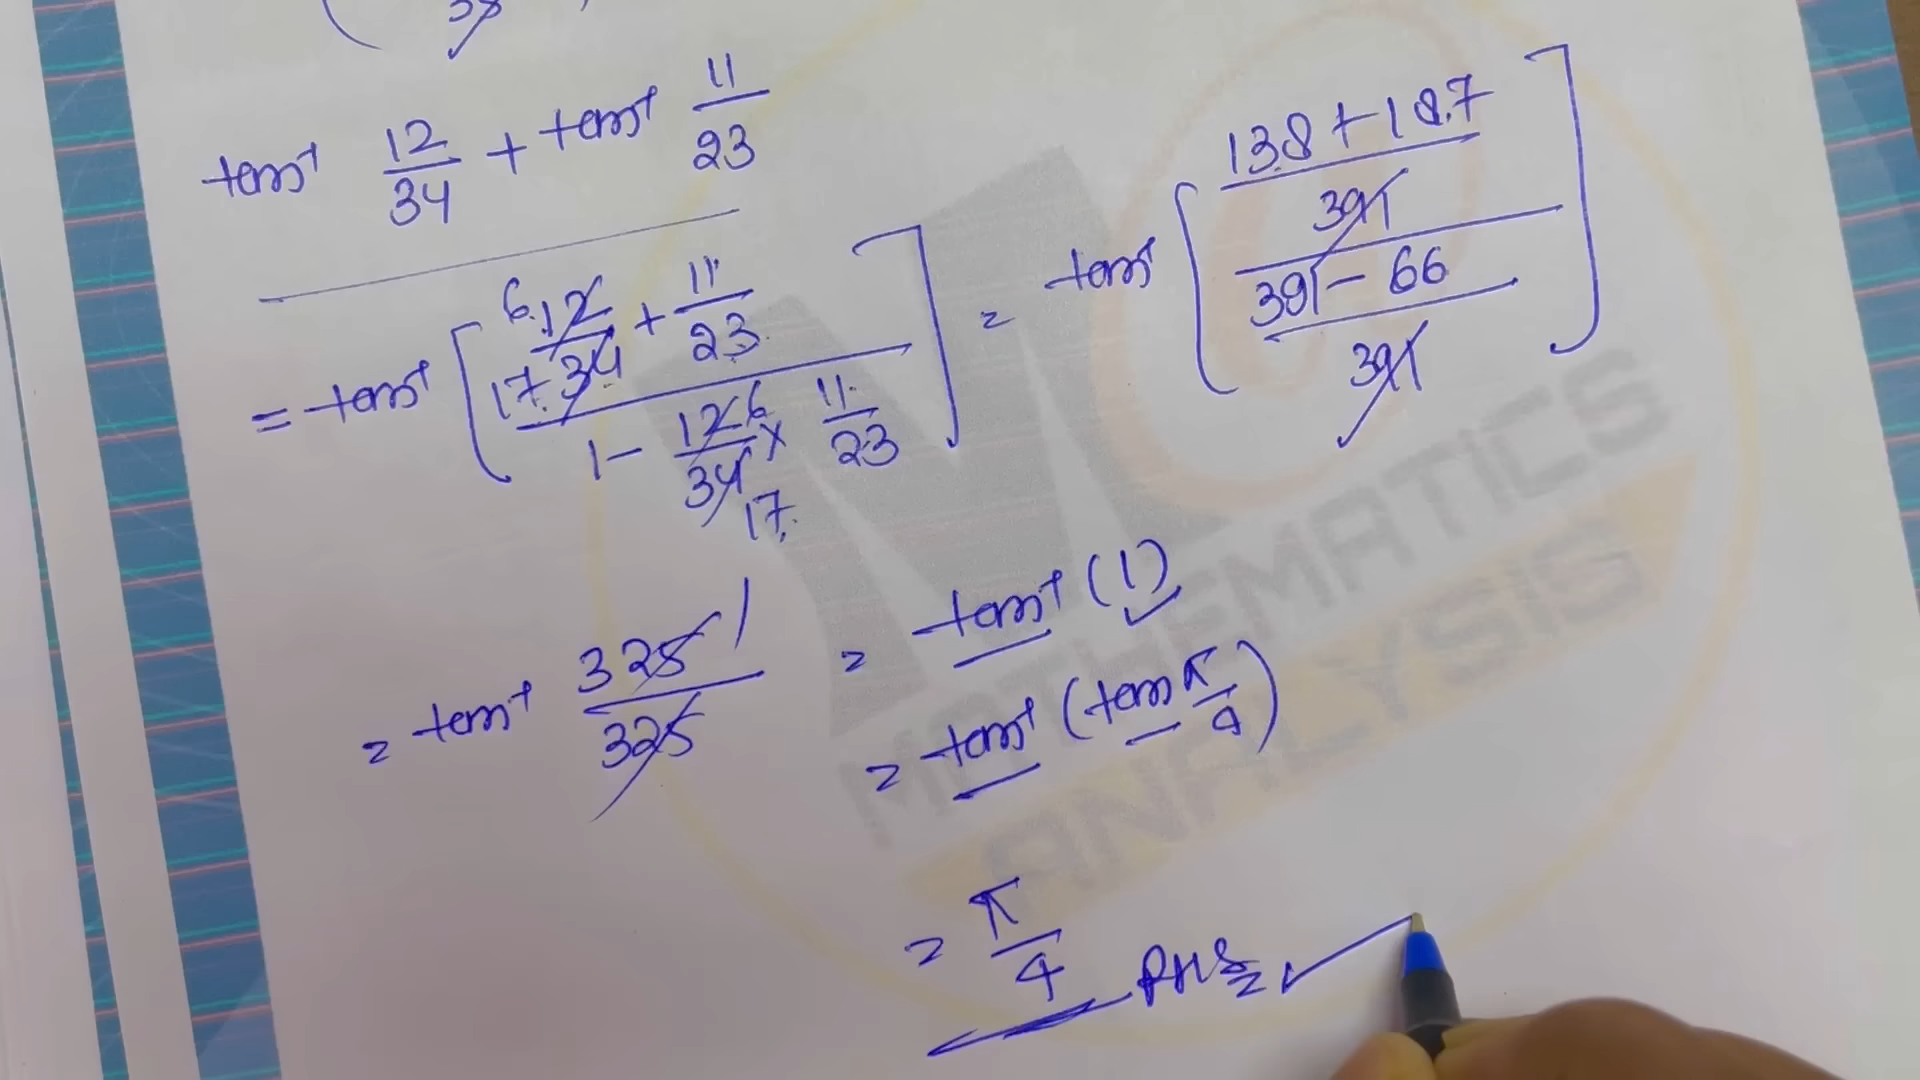 38
tan⁻¹ 12/34 + tan⁻¹ 11/23
= tan⁻¹ [ (6 12/17 34 + 11/23) / (1 - 12 6/34 17 × 11/23) ] = tan⁻¹ [ ((138+187)/391) / ((391-66)/391) ]
= tan⁻¹ 325/325 1 = tan⁻¹ (1)
= tan⁻¹ (tan π/4)
= π/4 RHS
MATHEMATICS
ANALYSIS